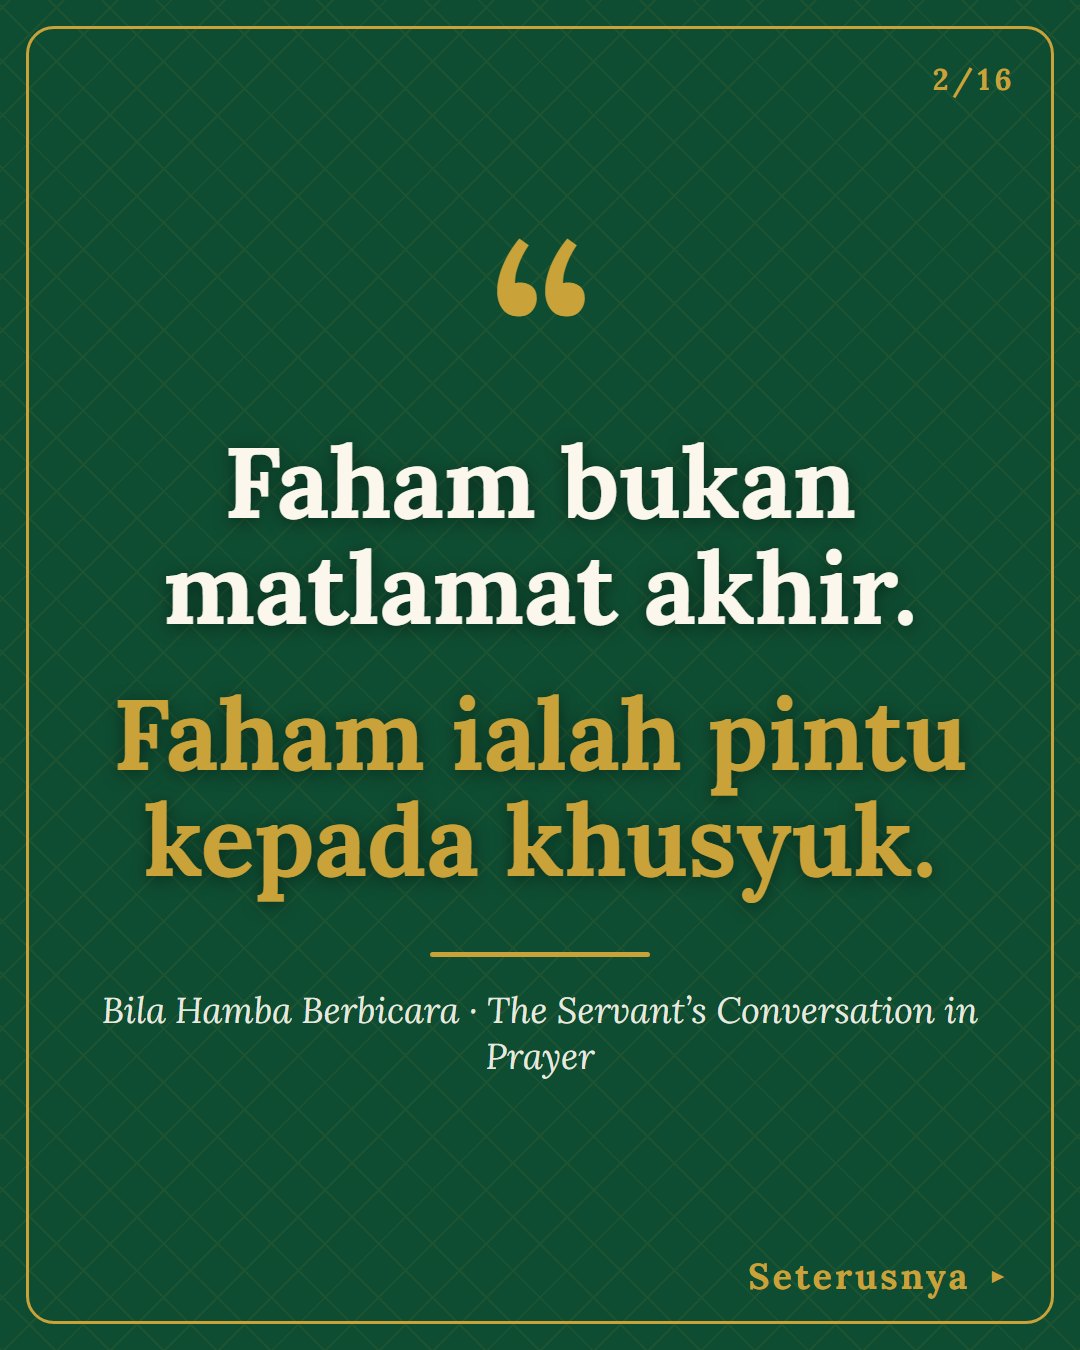 2/16
“
Faham bukan
matlamat akhir.
Faham ialah pintu
kepada khusyuk.
Bila Hamba Berbicara · The Servant’s Conversation in
Prayer
Seterusnya ▸